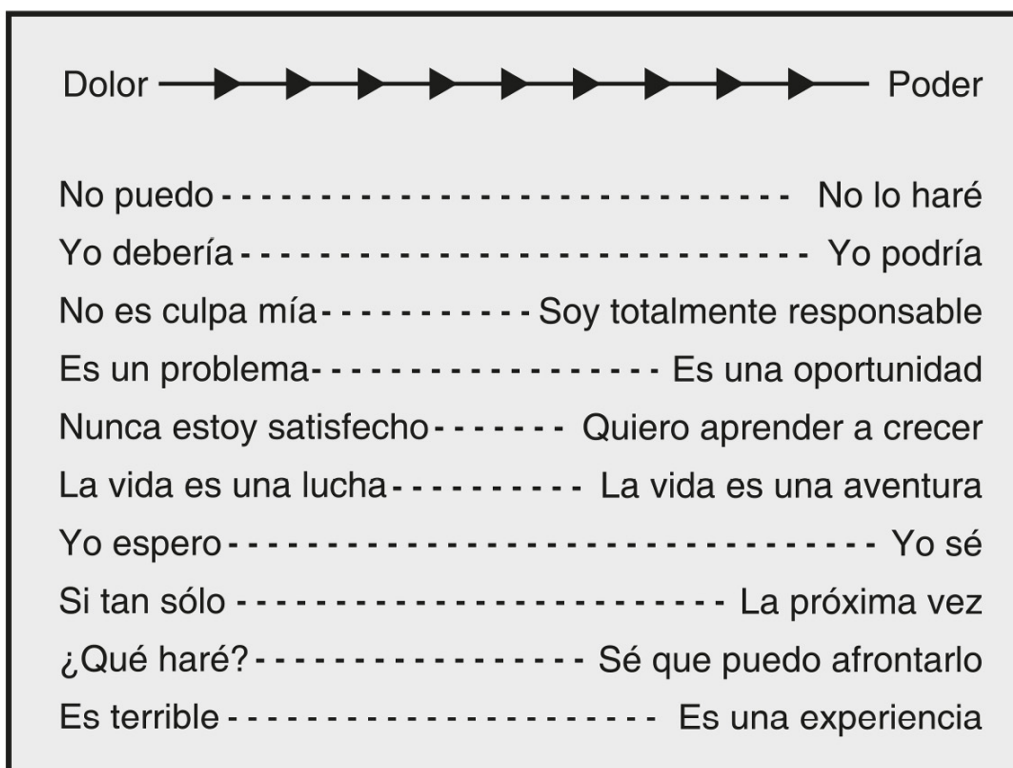 Dolor Poder
No puedo - - - - - - - - - - - - - - - - - - - - - - - - - - - - - No lo haré
Yo debería - - - - - - - - - - - - - - - - - - - - - - - - - - - - - Yo podría
No es culpa mía - - - - - - - - - - - Soy totalmente responsable
Es un problema - - - - - - - - - - - - - - - - - - Es una oportunidad
Nunca estoy satisfecho - - - - - - - Quiero aprender a crecer
La vida es una lucha - - - - - - - - - - La vida es una aventura
Yo espero - - - - - - - - - - - - - - - - - - - - - - - - - - - - - - - - - Yo sé
Si tan sólo - - - - - - - - - - - - - - - - - - - - - - - - - La próxima vez
¿Qué haré? - - - - - - - - - - - - - - - - - Sé que puedo afrontarlo
Es terrible - - - - - - - - - - - - - - - - - - - - - - Es una experiencia